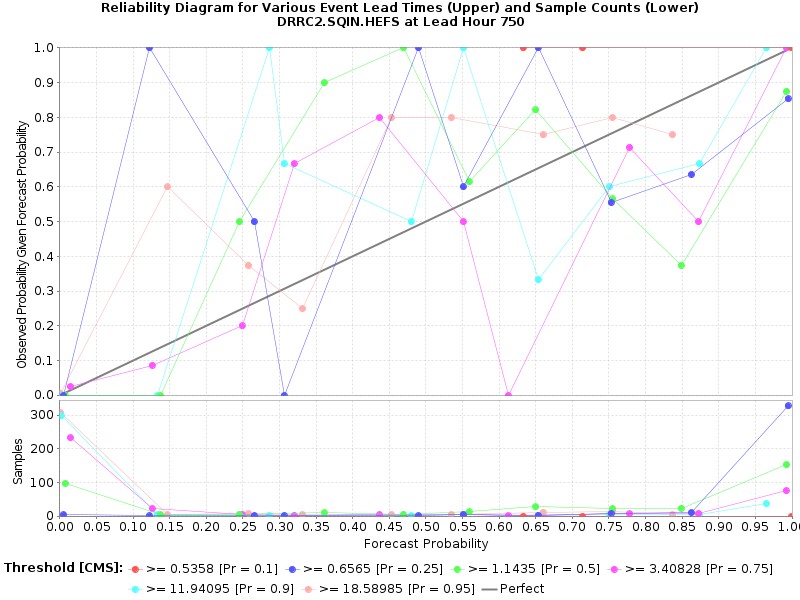 Reliability Diagram for Various Event Lead Times (Upper) and Sample Counts (Lower)
DRRC2.SQIN.HEFS at Lead Hour 750
Observed Probability Given Forecast Probability
1.0
0.9
0.8
0.7
0.6
0.5
0.4
0.3
0.2
0.1
0.0
Samples
300
200
100
0
0.00 0.05 0.10 0.15 0.20 0.25 0.30 0.35 0.40 0.45 0.50 0.55 0.60 0.65 0.70 0.75 0.80 0.85 0.90 0.95 1.0
Forecast Probability
Threshold [CMS]: >= 0.5358 [Pr = 0.1] >= 0.6565 [Pr = 0.25] >= 1.1435 [Pr = 0.5] >= 3.40828 [Pr = 0.75]
>= 11.94095 [Pr = 0.9] >= 18.58985 [Pr = 0.95] Perfect